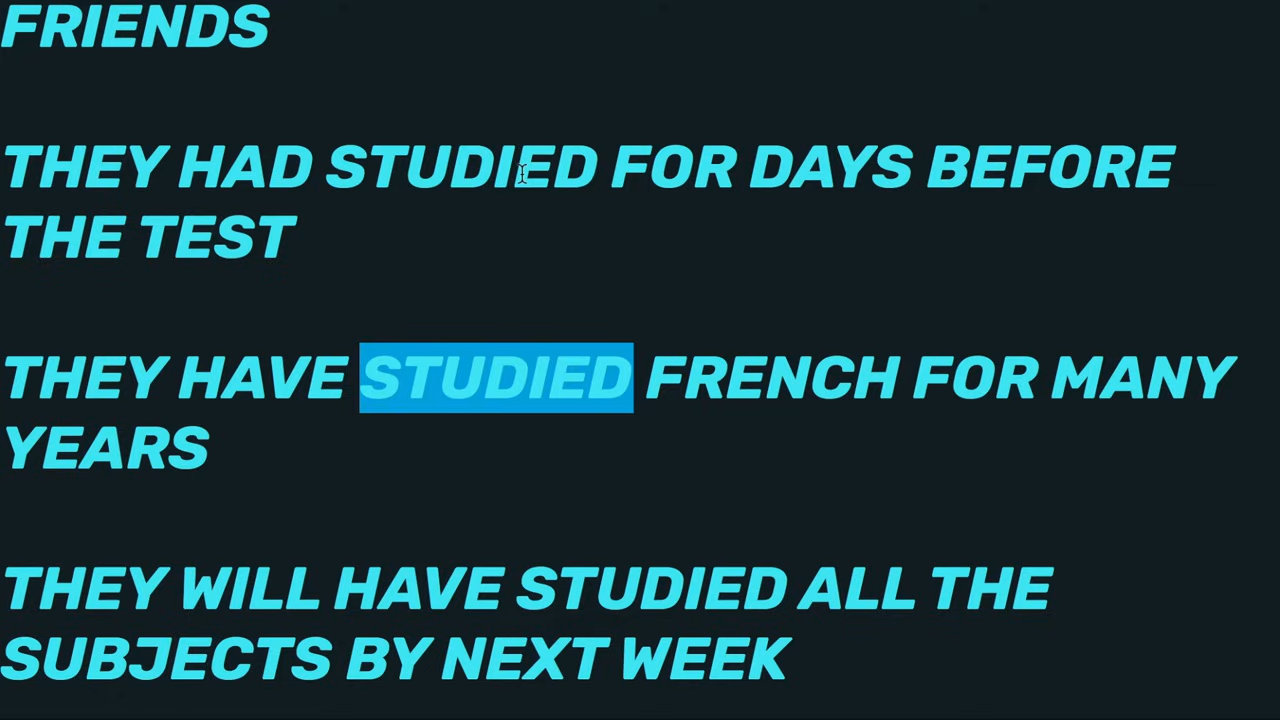 FRIENDS
THEY HAD STUDIED FOR DAYS BEFORE
THE TEST
THEY HAVE STUDIED FRENCH FOR MANY
YEARS
THEY WILL HAVE STUDIED ALL THE
SUBJECTS BY NEXT WEEK